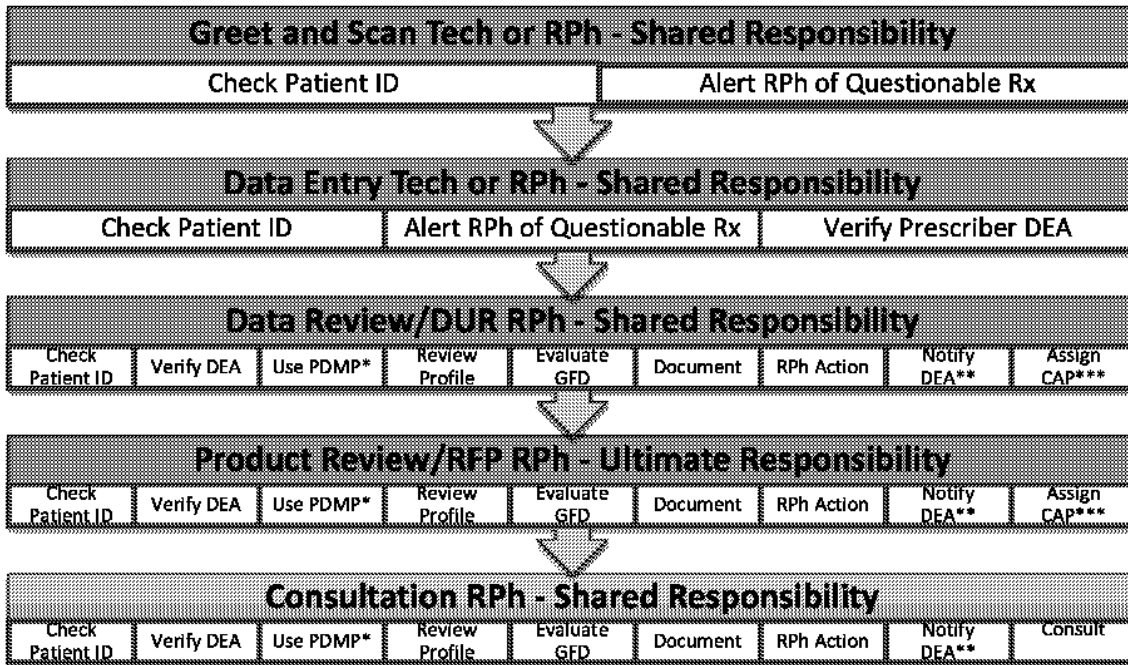 Greet and Scan Tech or RPh - Shared Responsibility
Check Patient ID
Alert RPh of Questionable Rx
Data Entry Tech or RPh - Shared Responsibility
Check Patient ID
Alert RPh of Questionable Rx
Verify Prescriber DEA
Data Review/DUR RPh - Shared Responsibility
Check
Patient ID
Verify DEA
Use PDMP*
Review
Profile
Evaluate
GFD
Document
RPh Action
Notify
DEA**
Assign
CAP***
Product Review/RFP RPh - Ultimate Responsibility
Check
Patient ID
Verify DEA
Use PDMP*
Review
Profile
Evaluate
GFD
Document
RPh Action
Notify
DEA**
Assign
CAP***
Consultation RPh - Shared Responsibility
Check
Patient ID
Verify DEA
Use PDMP*
Review
Profile
Evaluate
GFD
Document
RPh Action
Notify
DEA**
Consult